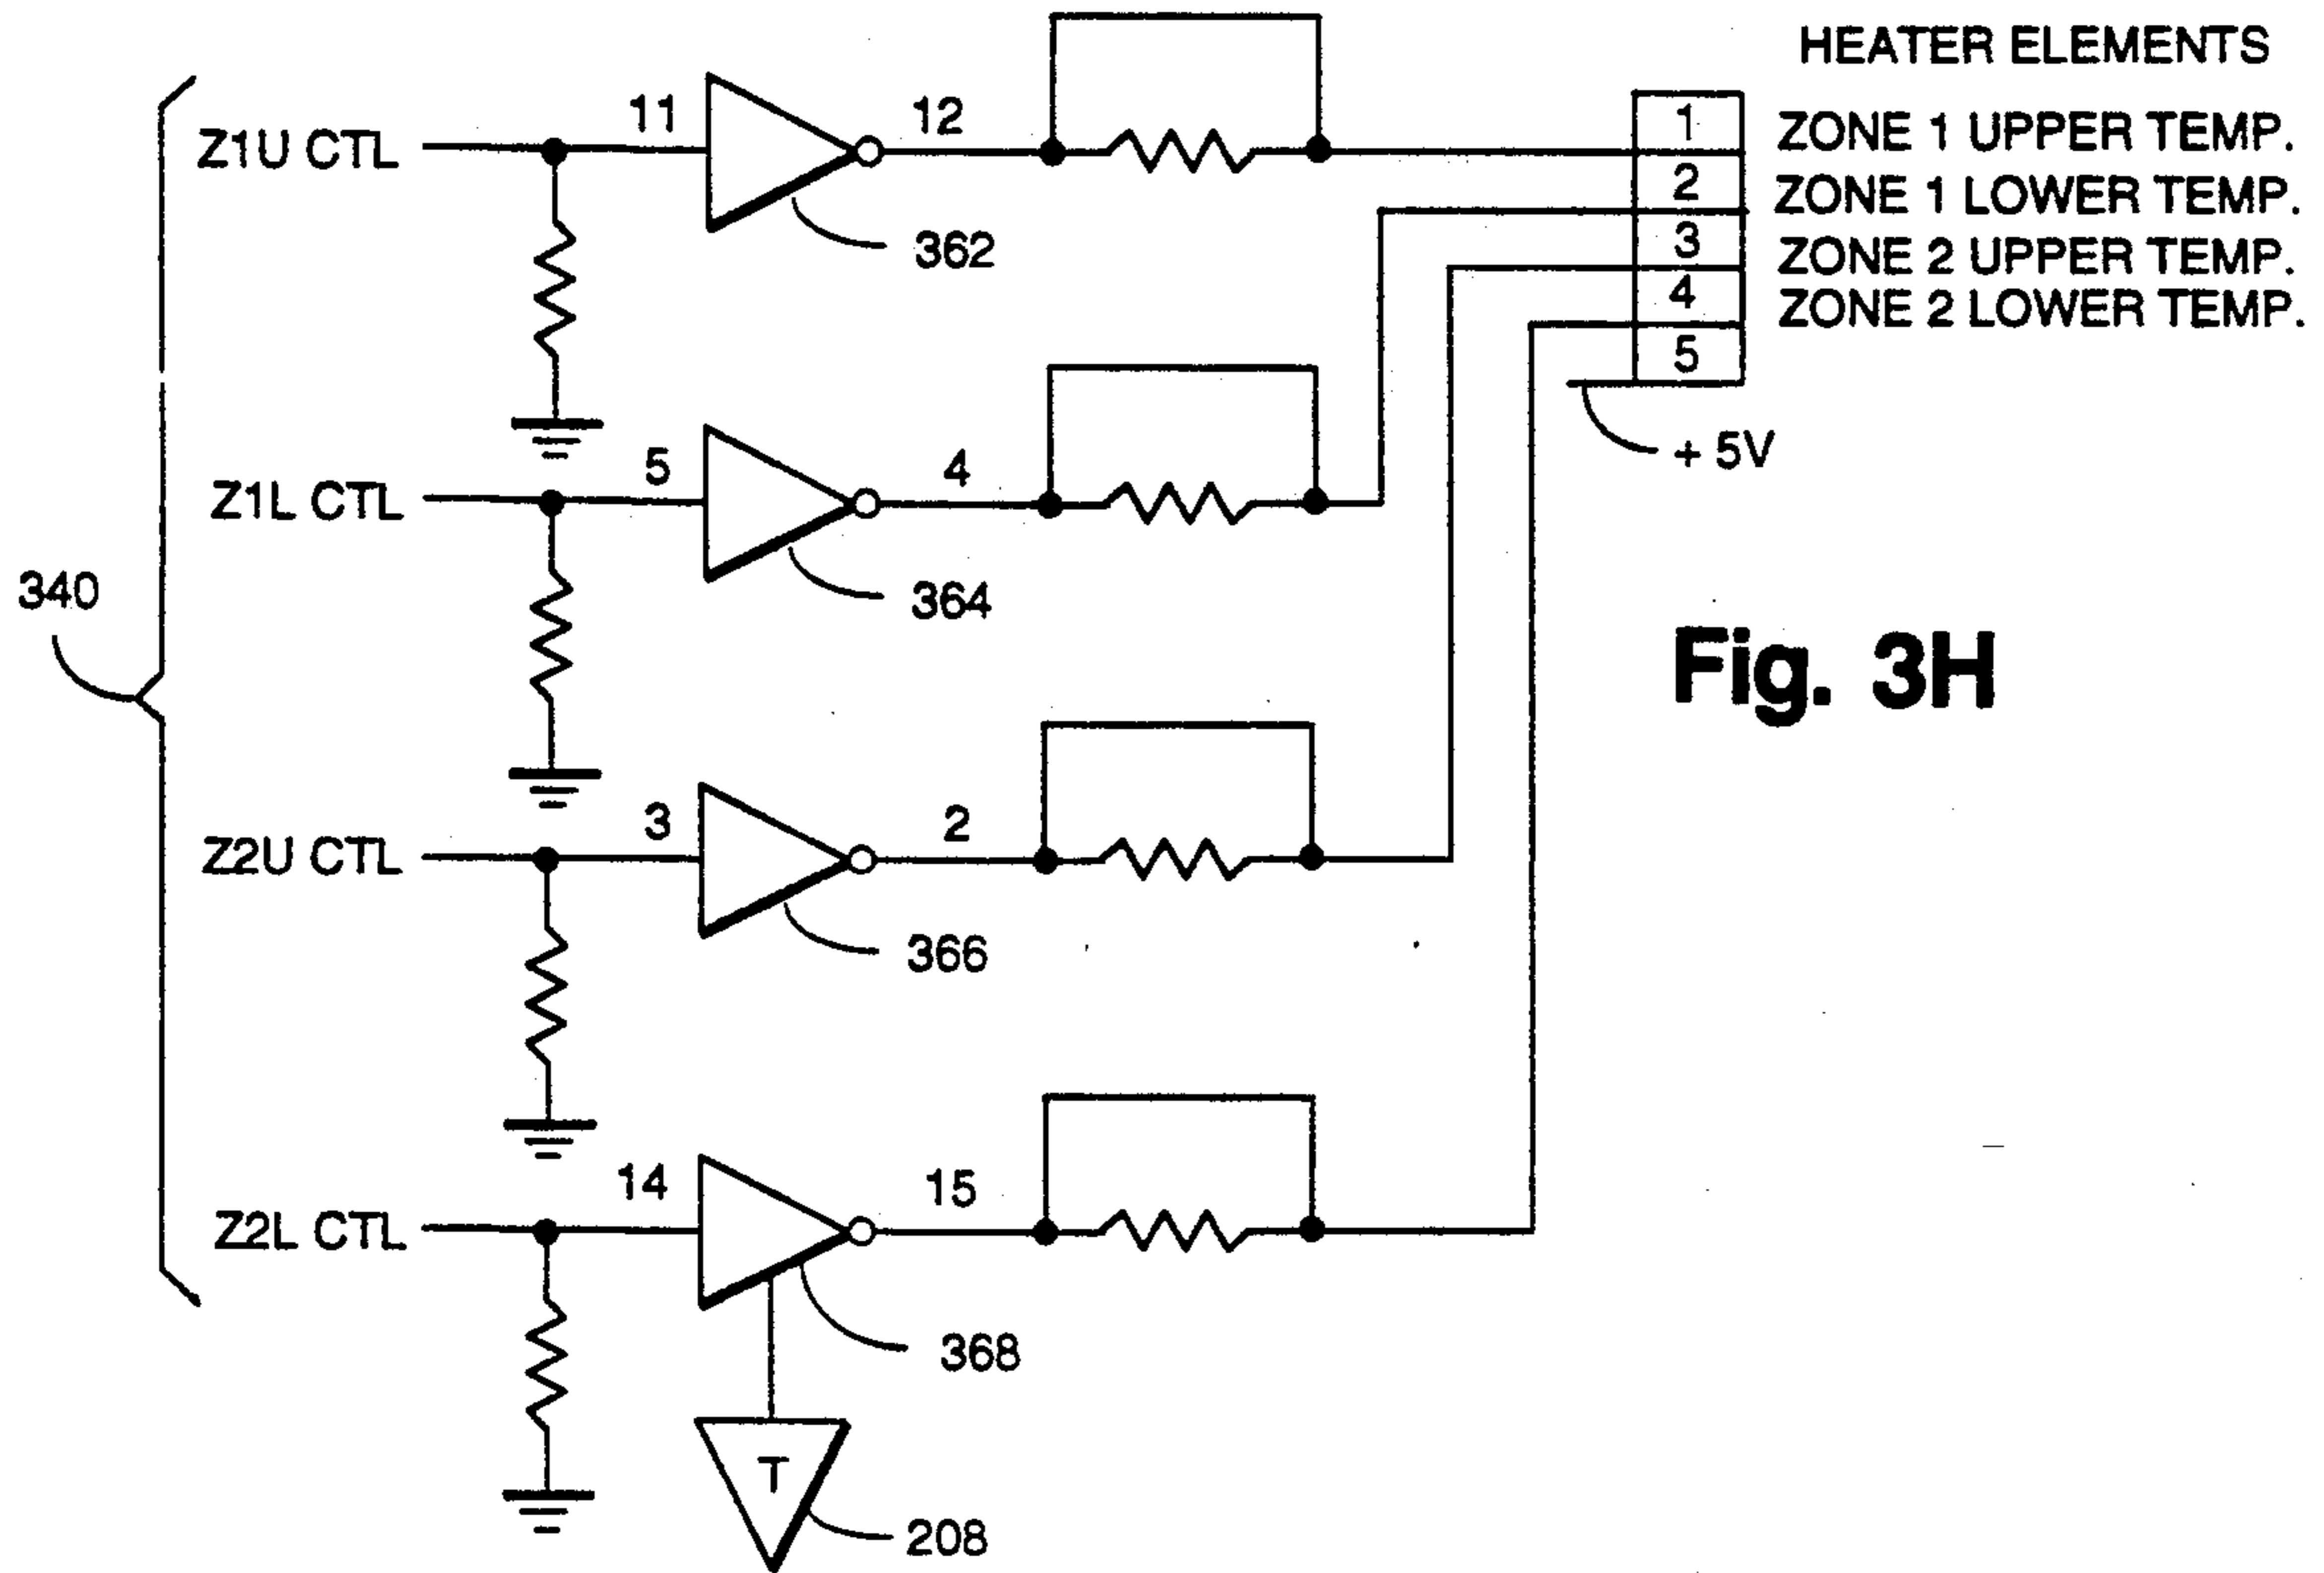 HEATER ELEMENTS
1 ZONE 1 UPPER TEMP.
2 ZONE 1 LOWER TEMP.
3 ZONE 2 UPPER TEMP.
4 ZONE 2 LOWER TEMP.
5
+ 5V
Z1U CTL 11 12
362
Z1L CTL 5 4
364
340
Fig. 3H
Z2U CTL 3 2
366
Z2L CTL 14 15
368
T
208